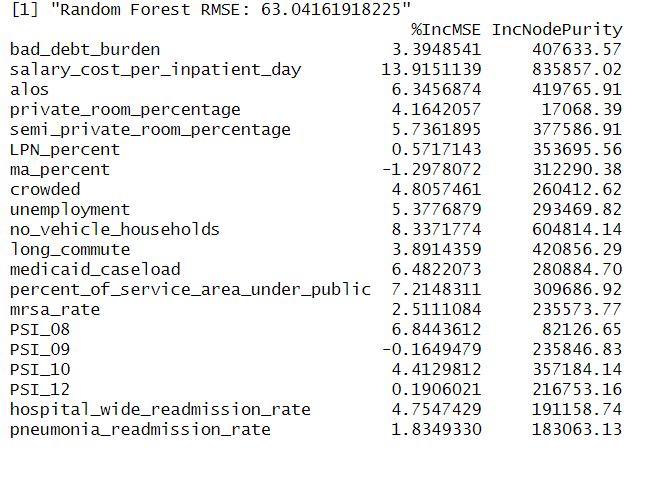 [1] "Random Forest RMSE: 63.04161918225"
%IncMSE IncNodePurity
bad_debt_burden 3.3948541 407633.57
salary_cost_per_inpatient_day 13.9151139 835857.02
alos 6.3456874 419765.91
private_room_percentage 4.1642057 17068.39
semi_private_room_percentage 5.7361895 377586.91
LPN_percent 0.5717143 353695.56
ma_percent -1.2978072 312290.38
crowded 4.8057461 260412.62
unemployment 5.3776879 293469.82
no_vehicle_households 8.3371774 604814.14
long_commute 3.8914359 420856.29
medicaid_caseload 6.4822073 280884.70
percent_of_service_area_under_public 7.2148311 309686.92
mrsa_rate 2.5111084 235573.77
PSI_08 6.8443612 82126.65
PSI_09 -0.1649479 235846.83
PSI_10 4.4129812 357184.14
PSI_12 0.1906021 216753.16
hospital_wide_readmission_rate 4.7547429 191158.74
pneumonia_readmission_rate 1.8349330 183063.13